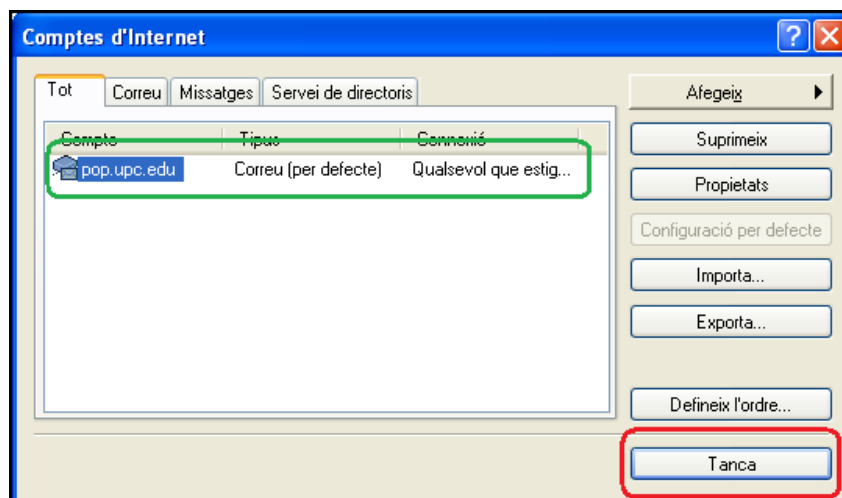 Comptes d'Internet
Tot Correu Missatges Servei de directoris
Afegeix
Compte Tipus Connexió
Suprimeix
pop.upc.edu Correu (per defecte) Qualsevol que estig...
Propietats
Configuració per defecte
Importa...
Exporta...
Defineix l'ordre...
Tanca